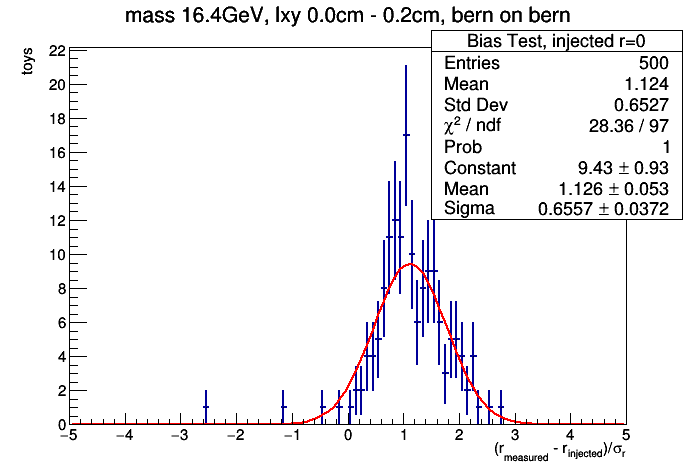 mass 16.4GeV, lxy 0.0cm - 0.2cm, bern on bern
Bias Test, injected r=0
Entries 500
Mean 1.124
Std Dev 0.6527
χ² / ndf 28.36 / 97
Prob 1
Constant 9.43 ± 0.93
Mean 1.126 ± 0.053
Sigma 0.6557 ± 0.0372
toys
22
20
18
16
14
12
10
8
6
4
2
0
−5 −4 −3 −2 −1 0 1 2 3 4 5
(r_measured - r_injected)/σ_r